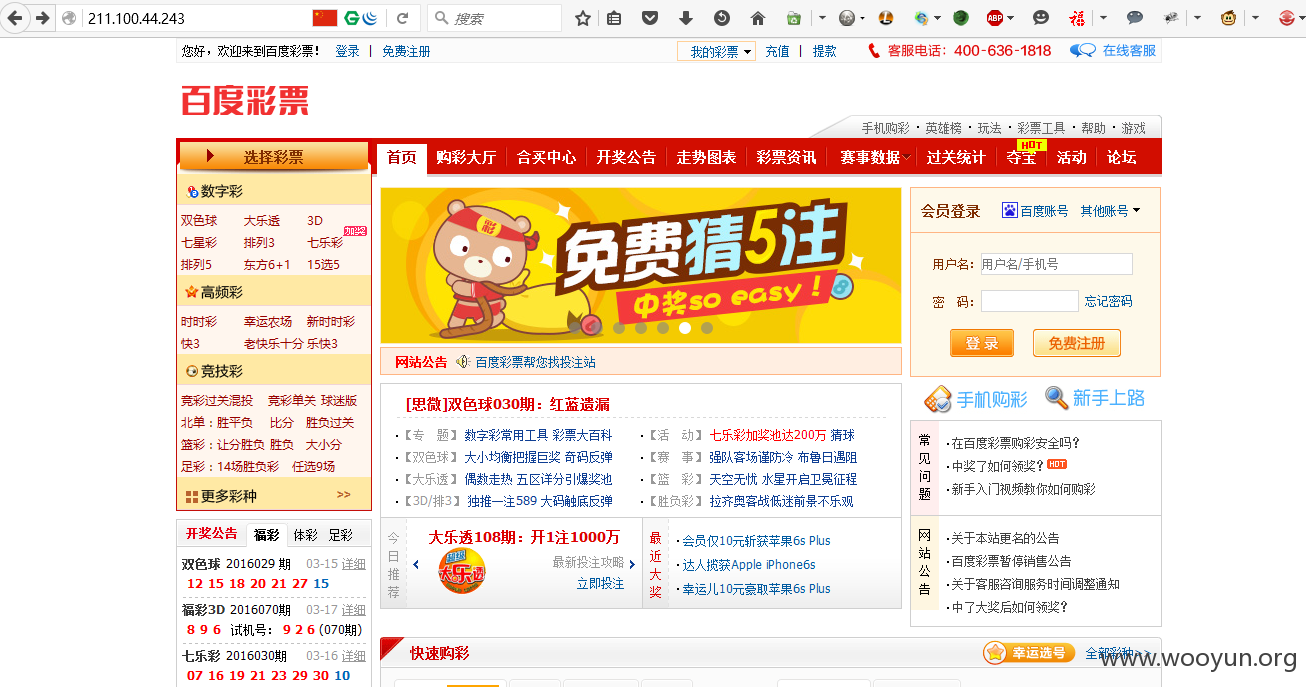 211.100.44.243
搜索
ABP
福
您好，欢迎来到百度彩票！ 登录 | 免费注册
我的彩票 充值 | 提款 客服电话：400-636-1818 在线客服
百度彩票
手机购彩 · 英雄榜 · 玩法 · 彩票工具 · 帮助 · 游戏
选择彩票
首页 购彩大厅 合买中心 开奖公告 走势图表 彩票资讯 赛事数据 过关统计 夺宝 HOT 活动 论坛
数字彩
双色球 大乐透 3D
七星彩 排列3 七乐彩 加奖
排列5 东方6+1 15选5
高频彩
时时彩 幸运农场 新时时彩
快3 老快乐十分 乐快3
竞技彩
竞彩过关混投 竞彩单关 球迷版
北单：胜平负 比分 胜负过关
篮彩：让分胜负 胜负 大小分
足彩：14场胜负彩 任选9场
更多彩种 >>
彩
免费猜5注
中奖so easy！
8
网站公告 百度彩票帮您找投注站
会员登录 百度账号 其他账号
用户名： 用户名/手机号
密 码： 忘记密码
登 录 免费注册
手机购彩 新手上路
[思微]双色球030期：红蓝遗漏
·【专 题】 数字彩常用工具 彩票大百科
·【双色球】 大小均衡把握巨奖 奇码反弹
·【大乐透】 偶数走热 五区详分引爆奖池
·【3D/排3】 独推一注589 大码触底反弹
·【活 动】 七乐彩加奖池达200万 猜球
·【赛 事】 强队客场谨防冷 布鲁日遇阻
·【篮 彩】 天空无忧 水星开启卫冕征程
·【胜负彩】 拉齐奥客战低迷前景不乐观
常见问题
·在百度彩票购彩安全吗？
·中奖了如何领奖？ HOT
·新手入门视频教你如何购彩
网站公告
·关于本站更名的公告
·百度彩票暂停销售公告
·关于客服咨询服务时间调整通知
·中了大奖后如何领奖？
开奖公告 福彩 体彩 足彩
双色球 2016029 期 03-15 详细
12 15 18 20 21 27 15
福彩3D 2016070期 03-17 详细
8 9 6 试机号： 9 2 6 (070期)
七乐彩 2016030期 03-16 详细
07 16 19 21 23 29 30 10
今日推荐
大乐透108期：开1注1000万
超级大乐透
最新投注攻略
立即投注
最近大奖
·会员仅10元斩获苹果6s Plus
·达人揽获Apple iPhone6s
·幸运儿10元豪取苹果6s Plus
快速购彩 幸运选号 全部彩种>>
www.wooyun.org